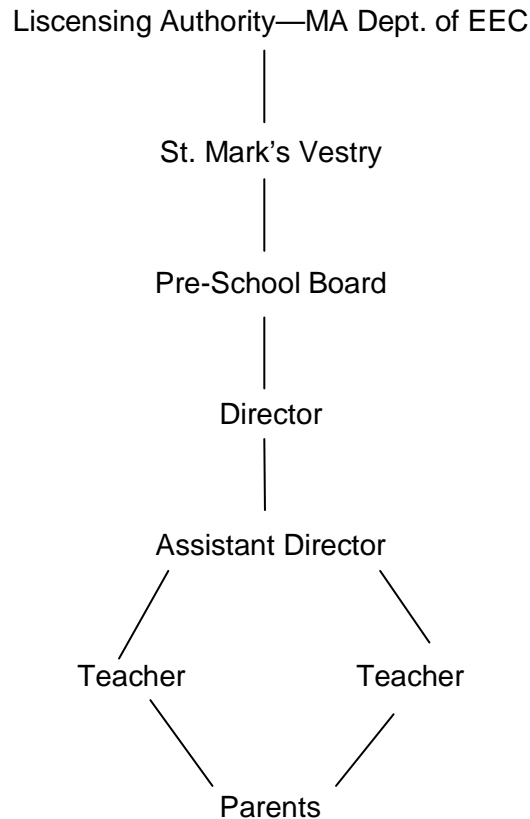 Liscensing Authority—MA Dept. of EEC
St. Mark’s Vestry
Pre-School Board
Director
Assistant Director
Teacher
Teacher
Parents